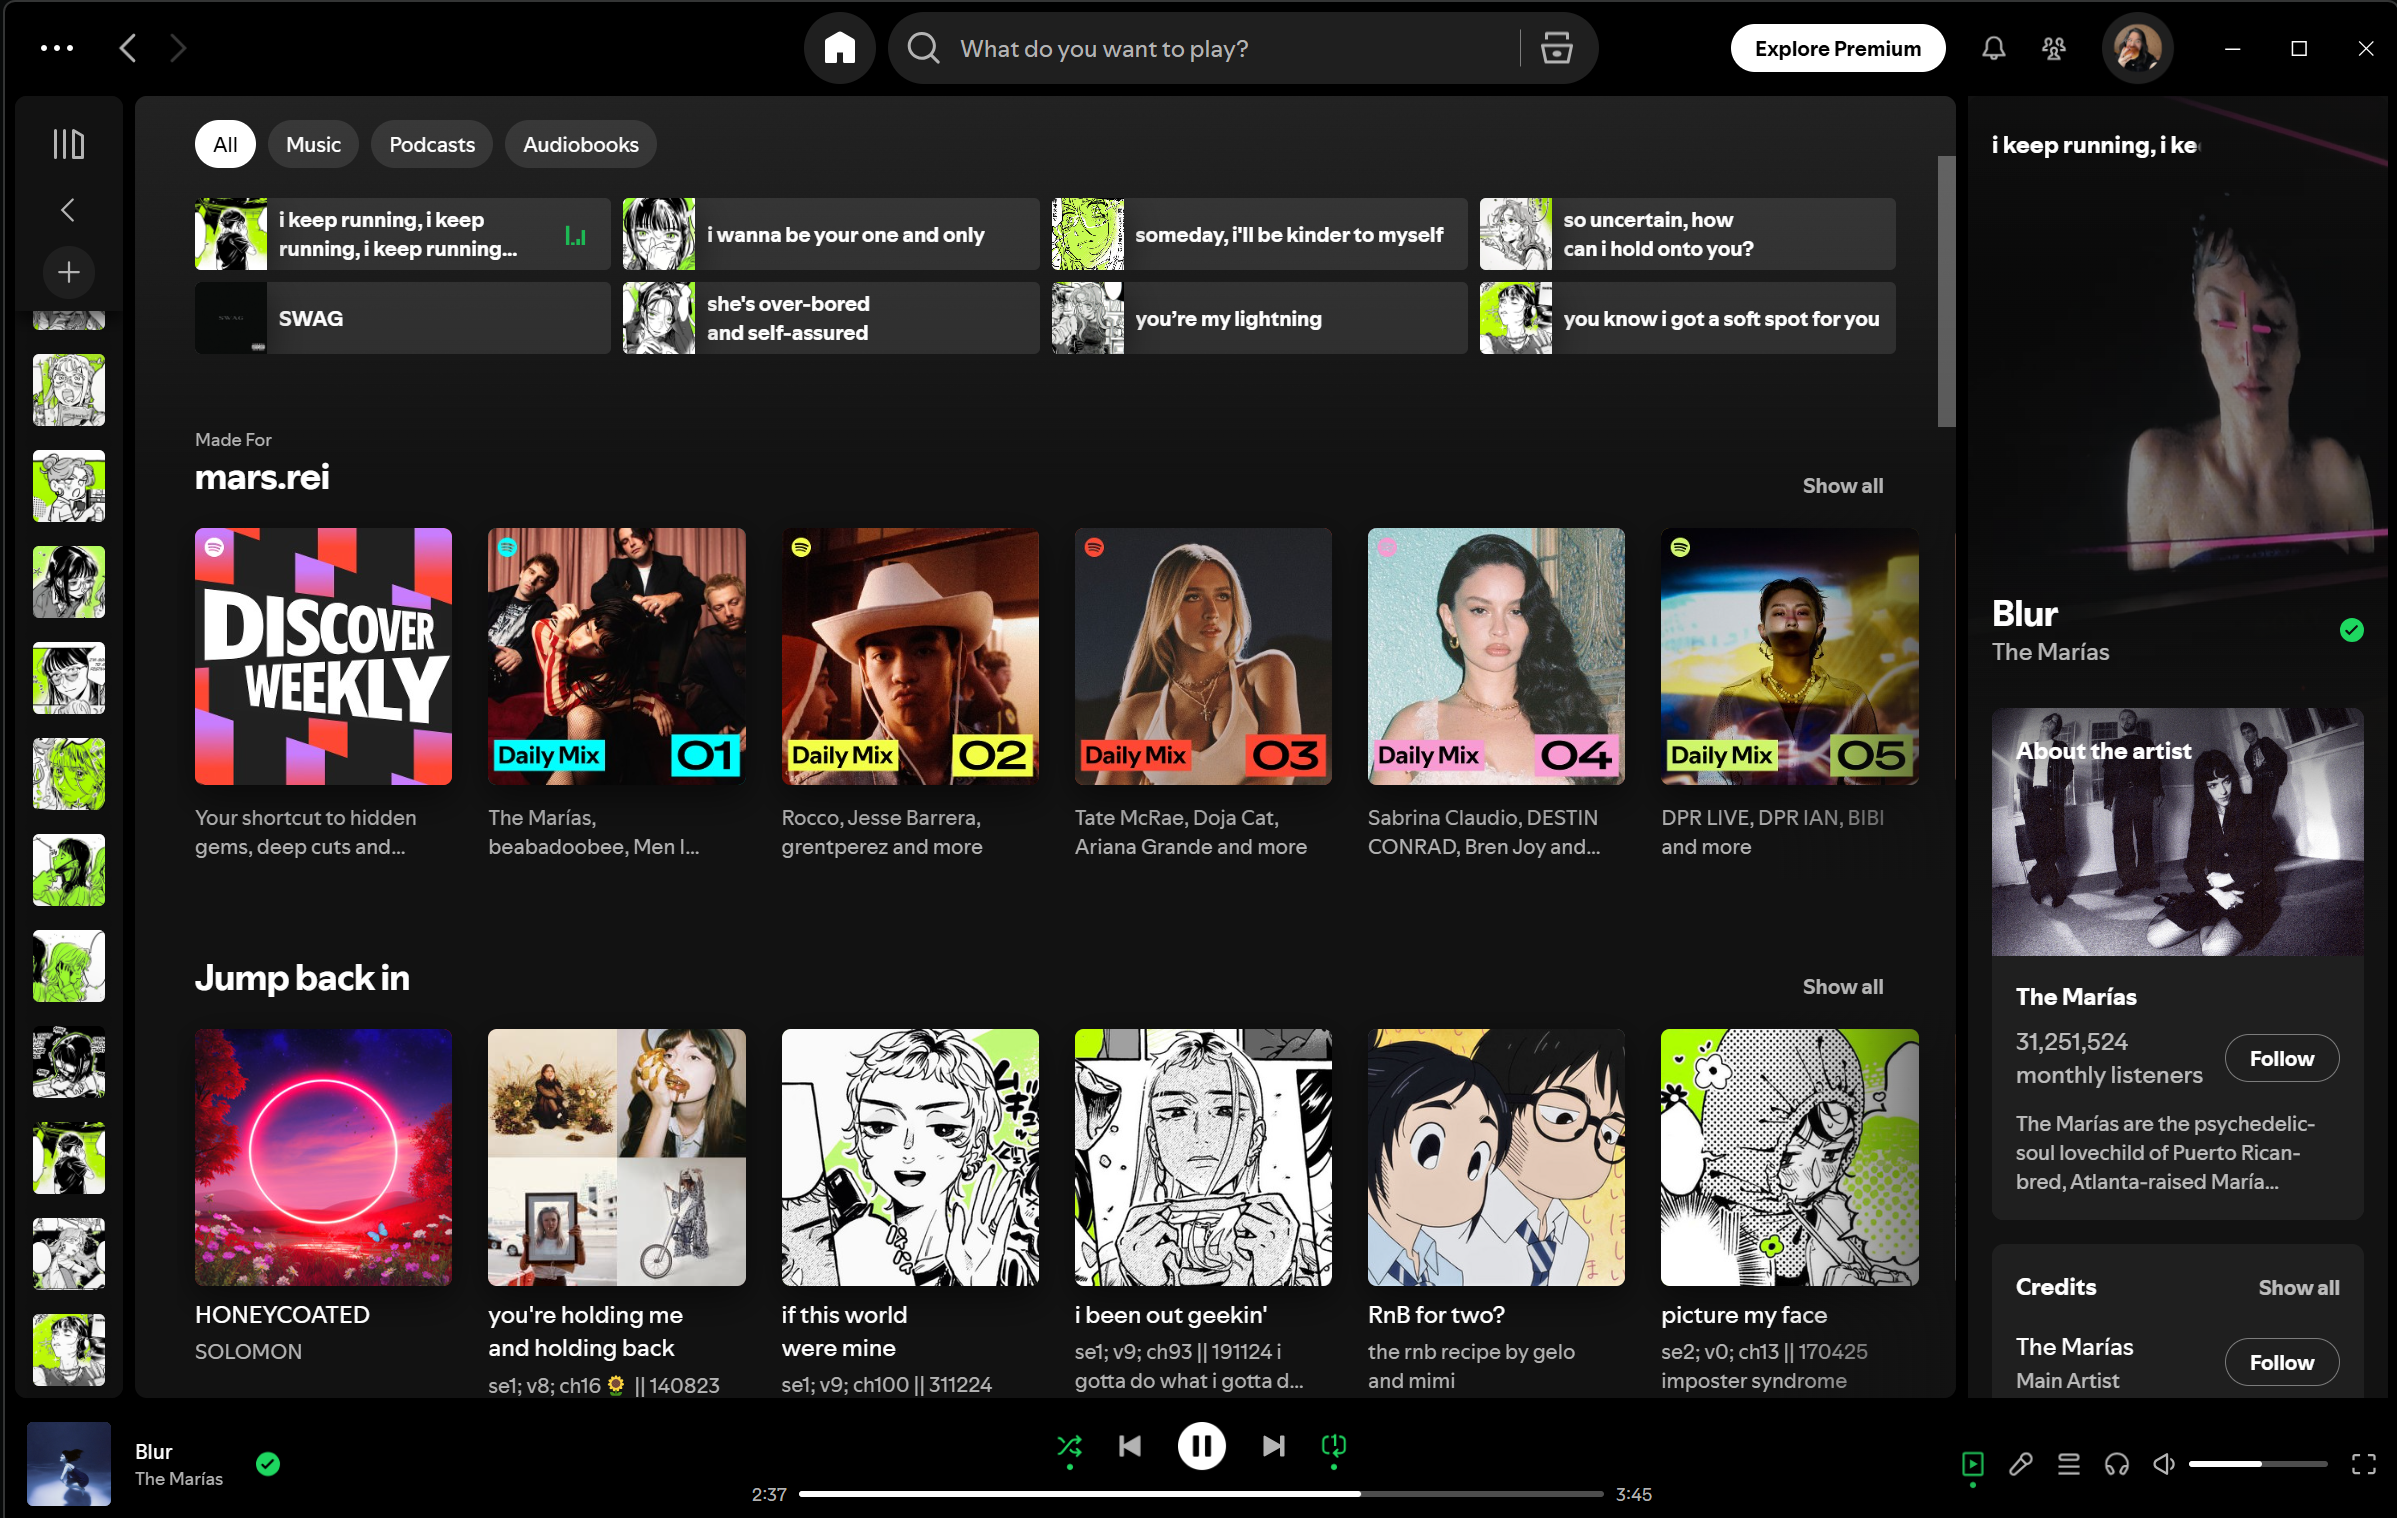 What do you want to play?
Explore Premium
All
Music
Podcasts
Audiobooks
i keep running, i keep
running, i keep running...
i wanna be your one and only
someday, i'll be kinder to myself
so uncertain, how
can i hold onto you?
SWAG
SWAG
she's over-bored
and self-assured
you're my lightning
you know i got a soft spot for you
Made For
mars.rei
Show all
DISCOVER
WEEKLY
Your shortcut to hidden
gems, deep cuts and...
Daily Mix 01
The Marías,
beabadoobee, Men I...
Daily Mix 02
Rocco, Jesse Barrera,
grentperez and more
Daily Mix 03
Tate McRae, Doja Cat,
Ariana Grande and more
Daily Mix 04
Sabrina Claudio, DESTIN
CONRAD, Bren Joy and...
Daily Mix 05
DPR LIVE, DPR IAN, BIBI
and more
Jump back in
Show all
HONEYCOATED
SOLOMON
you're holding me
and holding back
se1; v8; ch16 🌻 || 140823
if this world
were mine
se1; v9; ch100 || 311224
i been out geekin'
se1; v9; ch93 || 191124 i
gotta do what i gotta d...
RnB for two?
the rnb recipe by gelo
and mimi
picture my face
se2; v0; ch13 || 170425
imposter syndrome
i keep running, i ke
Blur
The Marías
About the artist
The Marías
31,251,524
monthly listeners
Follow
The Marías are the psychedelic-
soul lovechild of Puerto Rican-
bred, Atlanta-raised María...
Credits
Show all
The Marías
Main Artist
Follow
Blur
The Marías
2:37
3:45